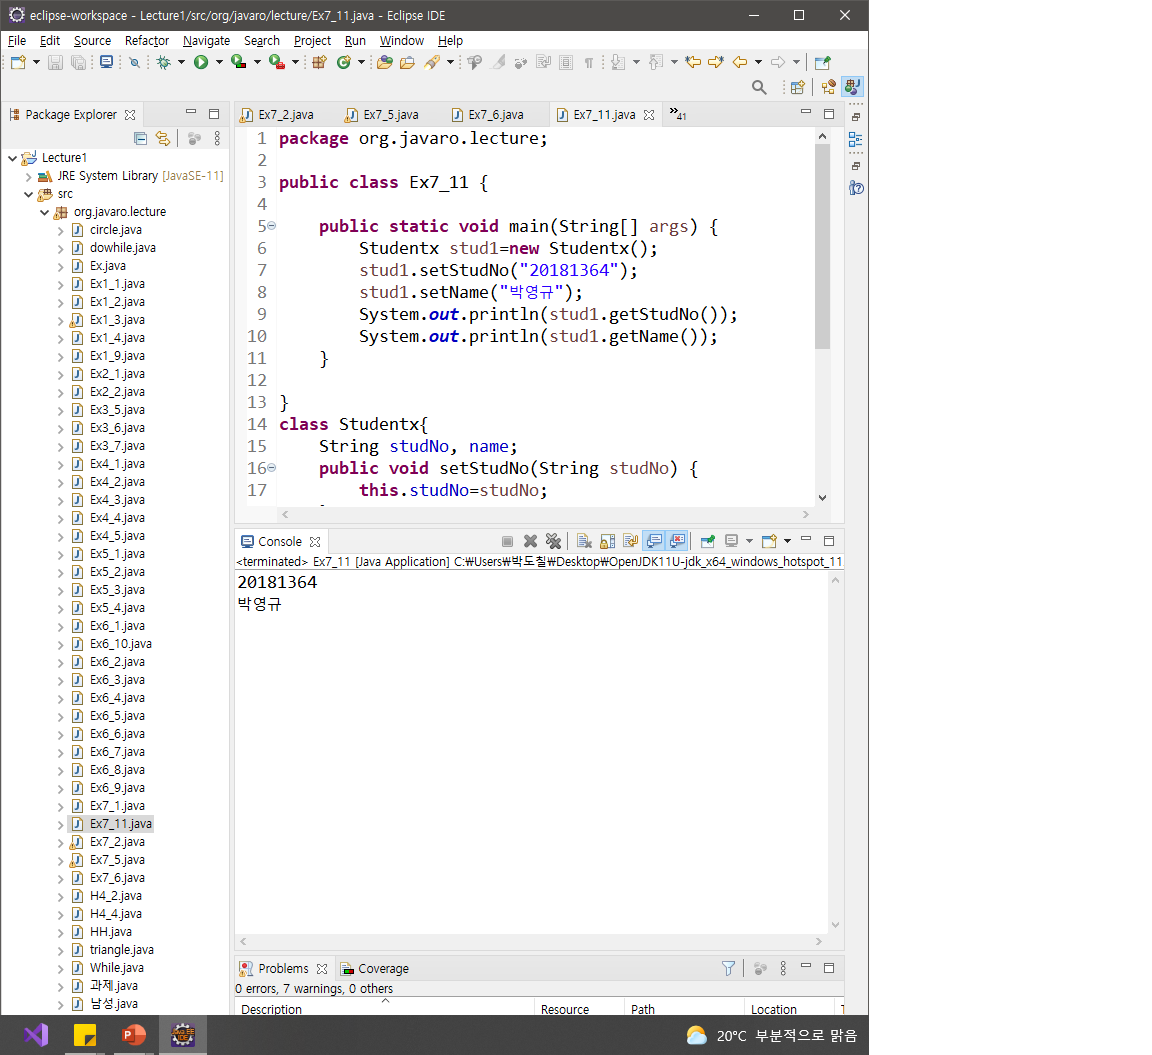 eclipse-workspace - Lecture1/src/org/javaro/lecture/Ex7_11.java - Eclipse IDE
File Edit Source Refactor Navigate Search Project Run Window Help
Package Explorer
Lecture1
JRE System Library [JavaSE-11]
src
org.javaro.lecture
circle.java
dowhile.java
Ex.java
Ex1_1.java
Ex1_2.java
Ex1_3.java
Ex1_4.java
Ex1_9.java
Ex2_1.java
Ex2_2.java
Ex3_5.java
Ex3_6.java
Ex3_7.java
Ex4_1.java
Ex4_2.java
Ex4_3.java
Ex4_4.java
Ex4_5.java
Ex5_1.java
Ex5_2.java
Ex5_3.java
Ex5_4.java
Ex6_1.java
Ex6_10.java
Ex6_2.java
Ex6_3.java
Ex6_4.java
Ex6_5.java
Ex6_6.java
Ex6_7.java
Ex6_8.java
Ex6_9.java
Ex7_1.java
Ex7_11.java
Ex7_2.java
Ex7_5.java
Ex7_6.java
H4_2.java
H4_4.java
HH.java
triangle.java
While.java
과제.java
남성.java
Ex7_2.java Ex7_5.java Ex7_6.java Ex7_11.java »41
1 package org.javaro.lecture;
2
3 public class Ex7_11 {
4
5 public static void main(String[] args) {
6 Studentx stud1=new Studentx();
7 stud1.setStudNo("20181364");
8 stud1.setName("박영규");
9 System.out.println(stud1.getStudNo());
10 System.out.println(stud1.getName());
11 }
12
13 }
14 class Studentx{
15 String studNo, name;
16 public void setStudNo(String studNo) {
17 this.studNo=studNo;
Console
<terminated> Ex7_11 [Java Application] C:₩Users₩박도칠₩Desktop₩OpenJDK11U-jdk_x64_windows_hotspot_11
20181364
박영규
Problems Coverage
0 errors, 7 warnings, 0 others
Description Resource Path Location
20°C 부분적으로 맑음